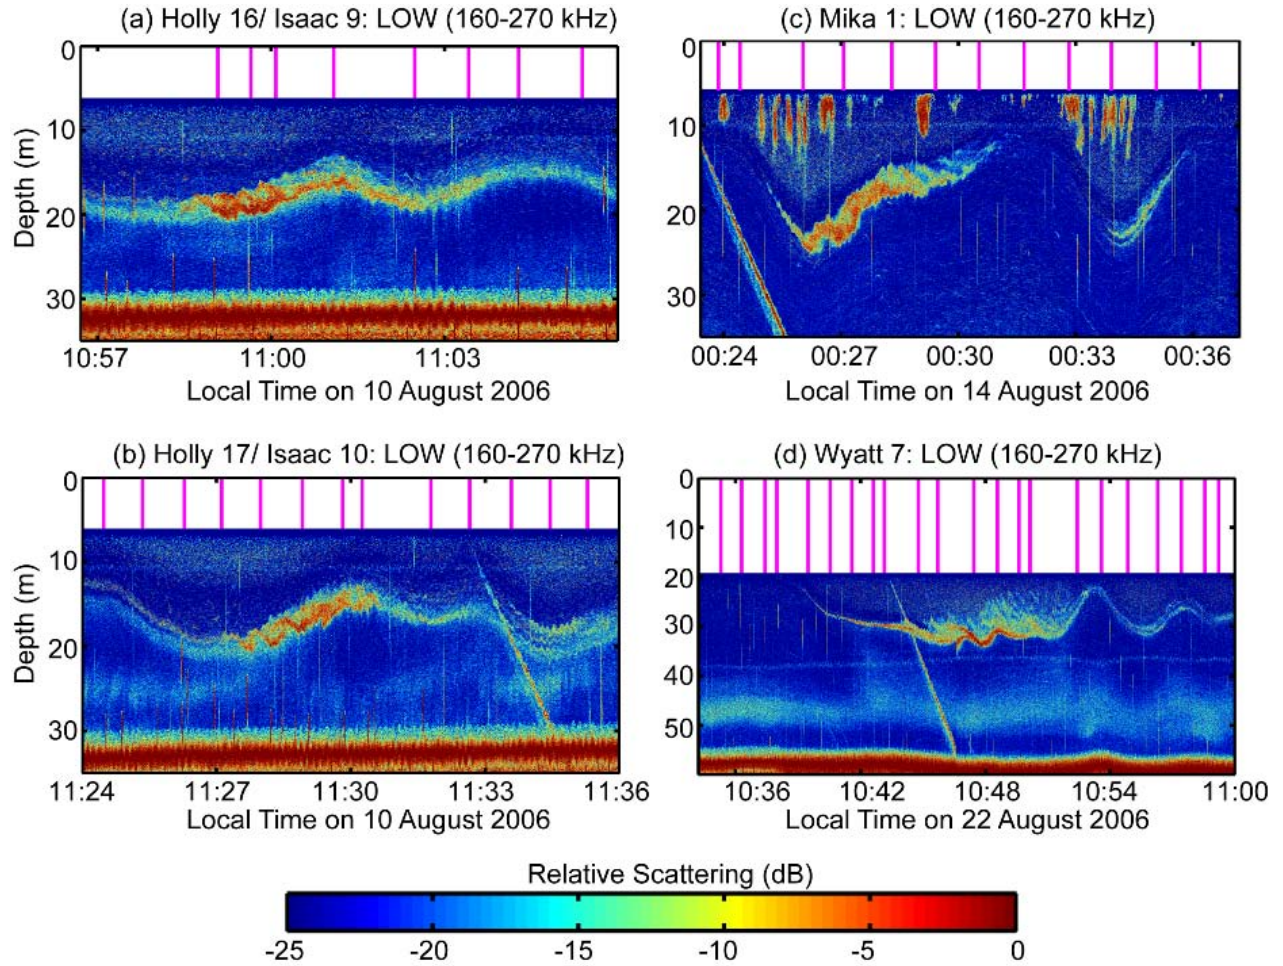 (a) Holly 16/ Isaac 9: LOW (160-270 kHz)
0
10
20
30
Depth (m)
10:57 11:00 11:03
Local Time on 10 August 2006
(c) Mika 1: LOW (160-270 kHz)
0
10
20
30
00:24 00:27 00:30 00:33 00:36
Local Time on 14 August 2006
(b) Holly 17/ Isaac 10: LOW (160-270 kHz)
0
10
20
30
Depth (m)
11:24 11:27 11:30 11:33 11:36
Local Time on 10 August 2006
(d) Wyatt 7: LOW (160-270 kHz)
0
10
20
30
40
50
10:36 10:42 10:48 10:54 11:00
Local Time on 22 August 2006
Relative Scattering (dB)
-25 -20 -15 -10 -5 0